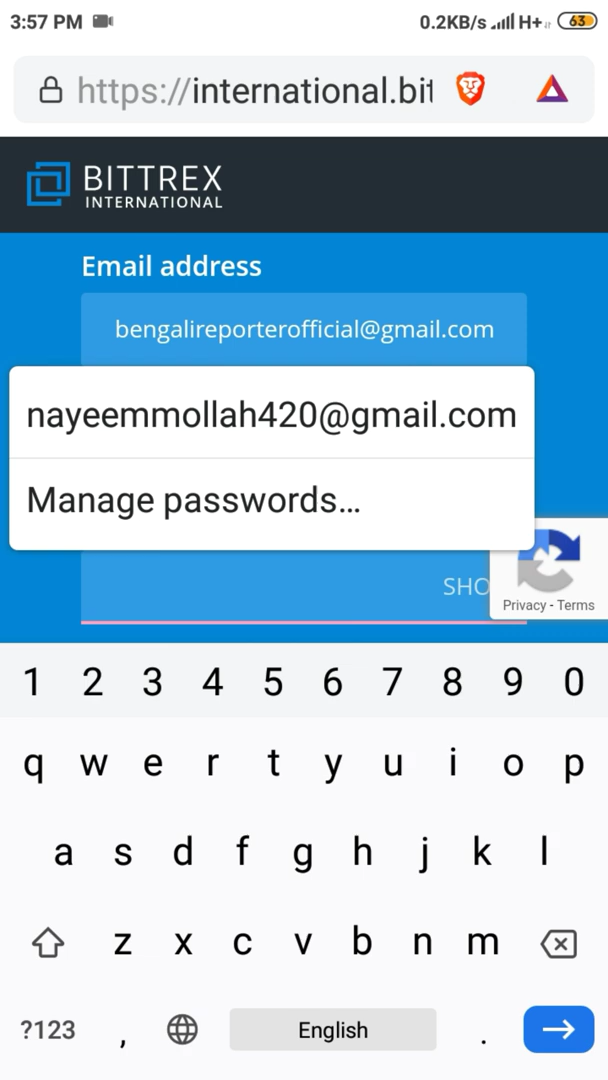 3:57 PM 0.2KB/s H+ 63
https://international.bit
BITTREX
INTERNATIONAL
Email address
bengalireporterofficial@gmail.com
nayeemmollah420@gmail.com
Manage passwords...
SHO
Privacy - Terms
1 2 3 4 5 6 7 8 9 0
q w e r t y u i o p
a s d f g h j k l
z x c v b n m
?123 , English .